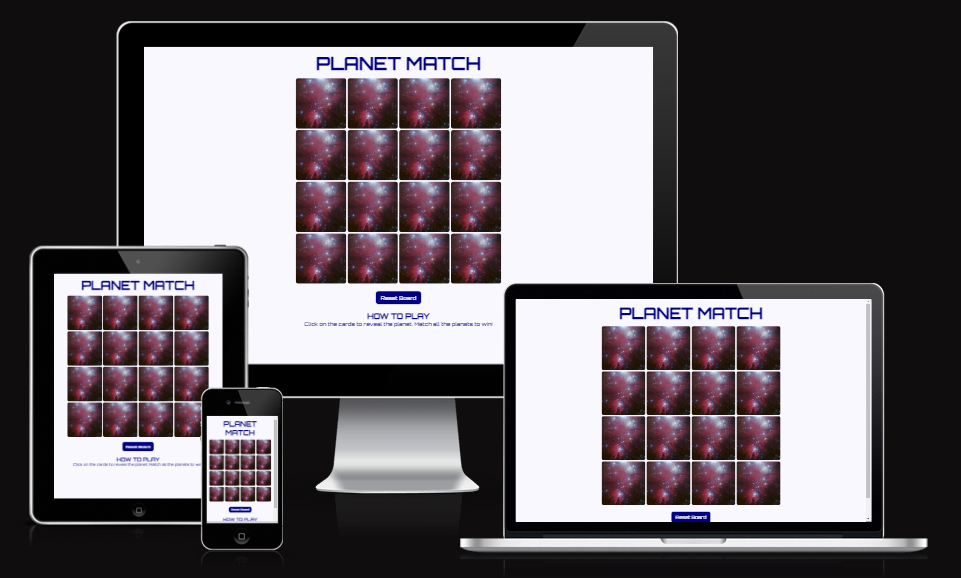 PLANET MATCH
Reset Board
HOW TO PLAY
Click on the cards to reveal the planet. Match all the planets to win!
PLANET MATCH
Reset Board
HOW TO PLAY
Click on the cards to reveal the planet. Match all the planets to
PLANET
MATCH
Reset Board
HOW TO PLAY
PLANET MATCH
Reset Board